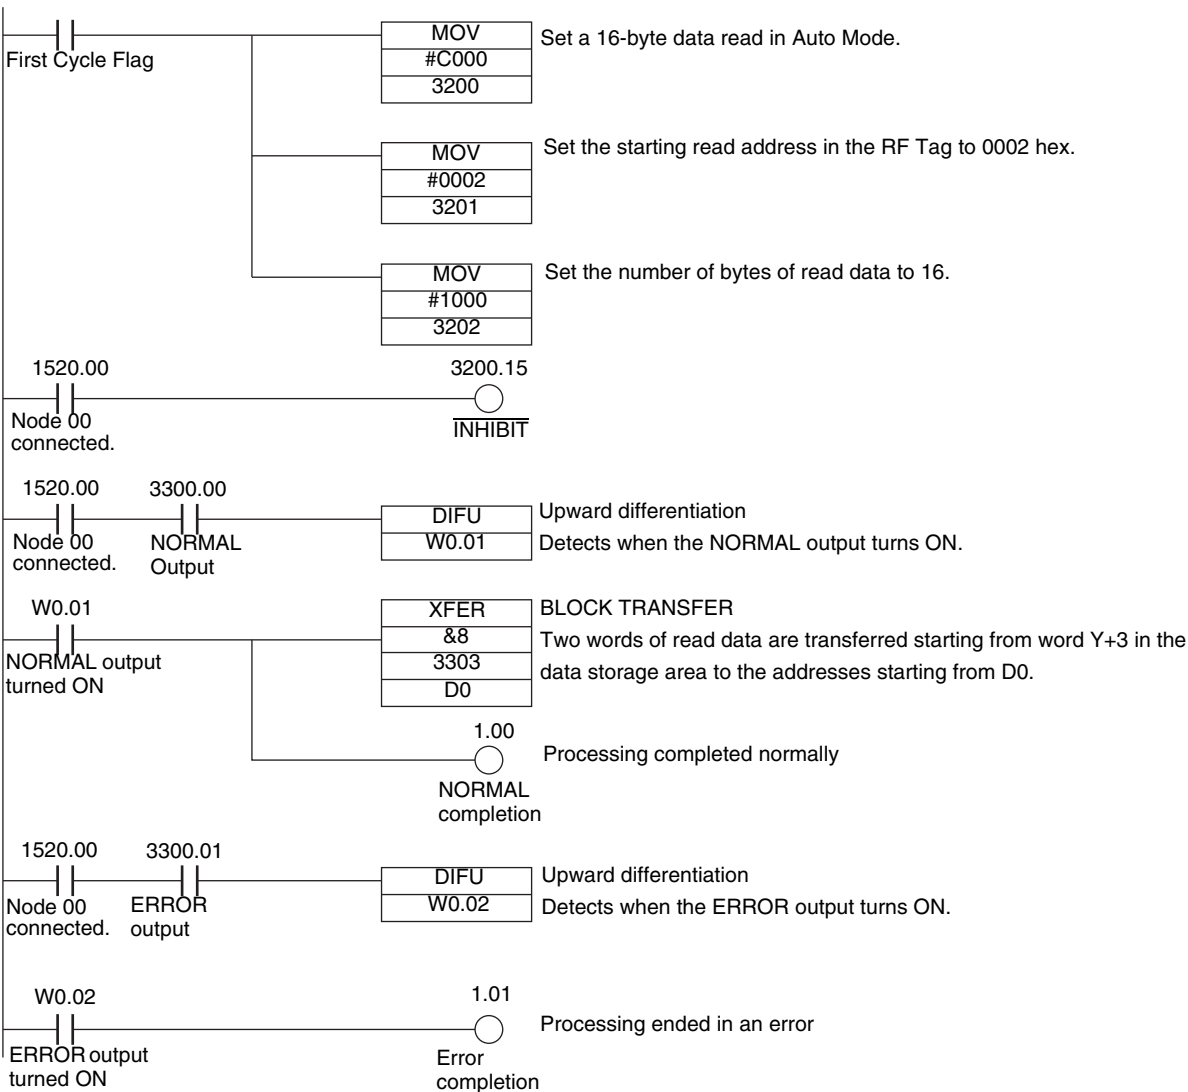 MOV
Set a 16-byte data read in Auto Mode.
First Cycle Flag
#C000
3200
MOV
Set the starting read address in the RF Tag to 0002 hex.
#0002
3201
MOV
Set the number of bytes of read data to 16.
#1000
3202
1520.00
3200.15
Node 00
connected.
INHIBIT
1520.00
3300.00
DIFU
Upward differentiation
Node 00
connected.
NORMAL
Output
W0.01
Detects when the NORMAL output turns ON.
W0.01
XFER
BLOCK TRANSFER
&8
Two words of read data are transferred starting from word Y+3 in the
NORMAL output
turned ON
3303
data storage area to the addresses starting from D0.
D0
1.00
Processing completed normally
NORMAL
completion
1520.00
3300.01
DIFU
Upward differentiation
Node 00
connected.
ERROR
output
W0.02
Detects when the ERROR output turns ON.
W0.02
1.01
Processing ended in an error
ERROR output
turned ON
Error
completion